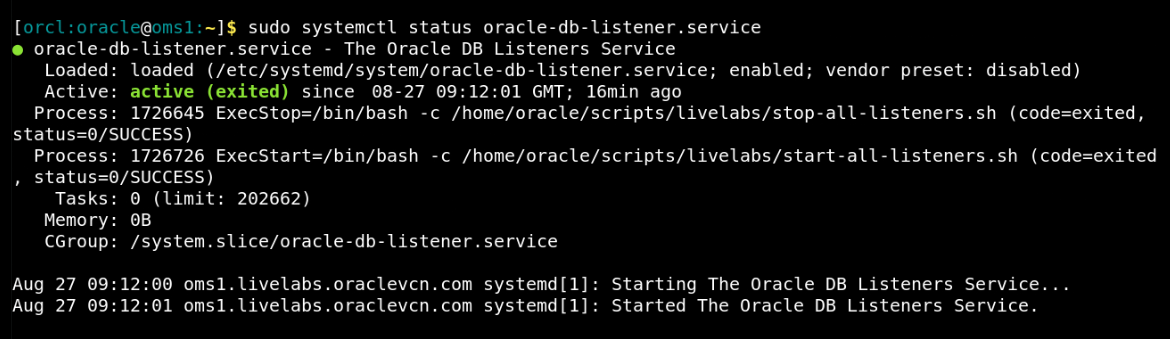 [orcl:oracle@oms1:~]$ sudo systemctl status oracle-db-listener.service
● oracle-db-listener.service - The Oracle DB Listeners Service
   Loaded: loaded (/etc/systemd/system/oracle-db-listener.service; enabled; vendor preset: disabled)
   Active: active (exited) since 08-27 09:12:01 GMT; 16min ago
  Process: 1726645 ExecStop=/bin/bash -c /home/oracle/scripts/livelabs/stop-all-listeners.sh (code=exited,
status=0/SUCCESS)
  Process: 1726726 ExecStart=/bin/bash -c /home/oracle/scripts/livelabs/start-all-listeners.sh (code=exited
, status=0/SUCCESS)
    Tasks: 0 (limit: 202662)
   Memory: 0B
   CGroup: /system.slice/oracle-db-listener.service

Aug 27 09:12:00 oms1.livelabs.oraclevcn.com systemd[1]: Starting The Oracle DB Listeners Service...
Aug 27 09:12:01 oms1.livelabs.oraclevcn.com systemd[1]: Started The Oracle DB Listeners Service.